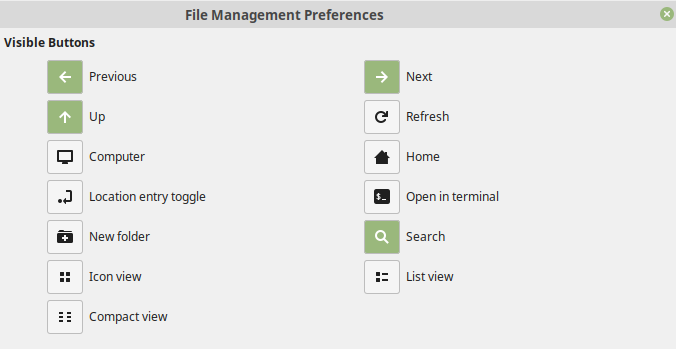 File Management Preferences
Visible Buttons
Previous
Next
Up
Refresh
Computer
Home
Location entry toggle
$_ Open in terminal
New folder
Search
Icon view
List view
Compact view